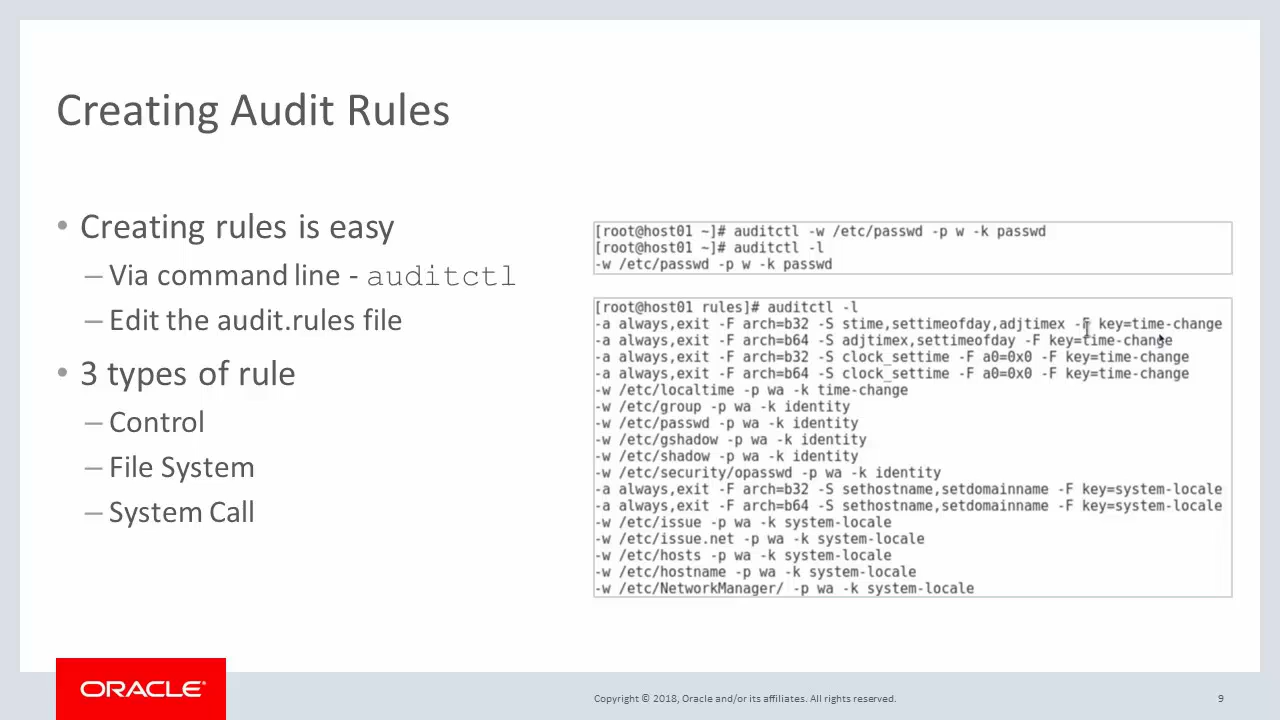 Creating Audit Rules
• Creating rules is easy
– Via command line - auditctl
– Edit the audit.rules file
• 3 types of rule
– Control
– File System
– System Call
[root@host01 ~]# auditctl -w /etc/passwd -p w -k passwd
[root@host01 ~]# auditctl -l
-w /etc/passwd -p w -k passwd
[root@host01 rules]# auditctl -l
-a always,exit -F arch=b32 -S stime,settimeofday,adjtimex -F key=time-change
-a always,exit -F arch=b64 -S adjtimex,settimeofday -F key=time-change
-a always,exit -F arch=b32 -S clock_settime -F a0=0x0 -F key=time-change
-a always,exit -F arch=b64 -S clock_settime -F a0=0x0 -F key=time-change
-w /etc/localtime -p wa -k time-change
-w /etc/group -p wa -k identity
-w /etc/passwd -p wa -k identity
-w /etc/gshadow -p wa -k identity
-w /etc/shadow -p wa -k identity
-w /etc/security/opasswd -p wa -k identity
-a always,exit -F arch=b32 -S sethostname,setdomainname -F key=system-locale
-a always,exit -F arch=b64 -S sethostname,setdomainname -F key=system-locale
-w /etc/issue -p wa -k system-locale
-w /etc/issue.net -p wa -k system-locale
-w /etc/hosts -p wa -k system-locale
-w /etc/hostname -p wa -k system-locale
-w /etc/NetworkManager/ -p wa -k system-locale
ORACLE®
Copyright © 2018, Oracle and/or its affiliates. All rights reserved.
9